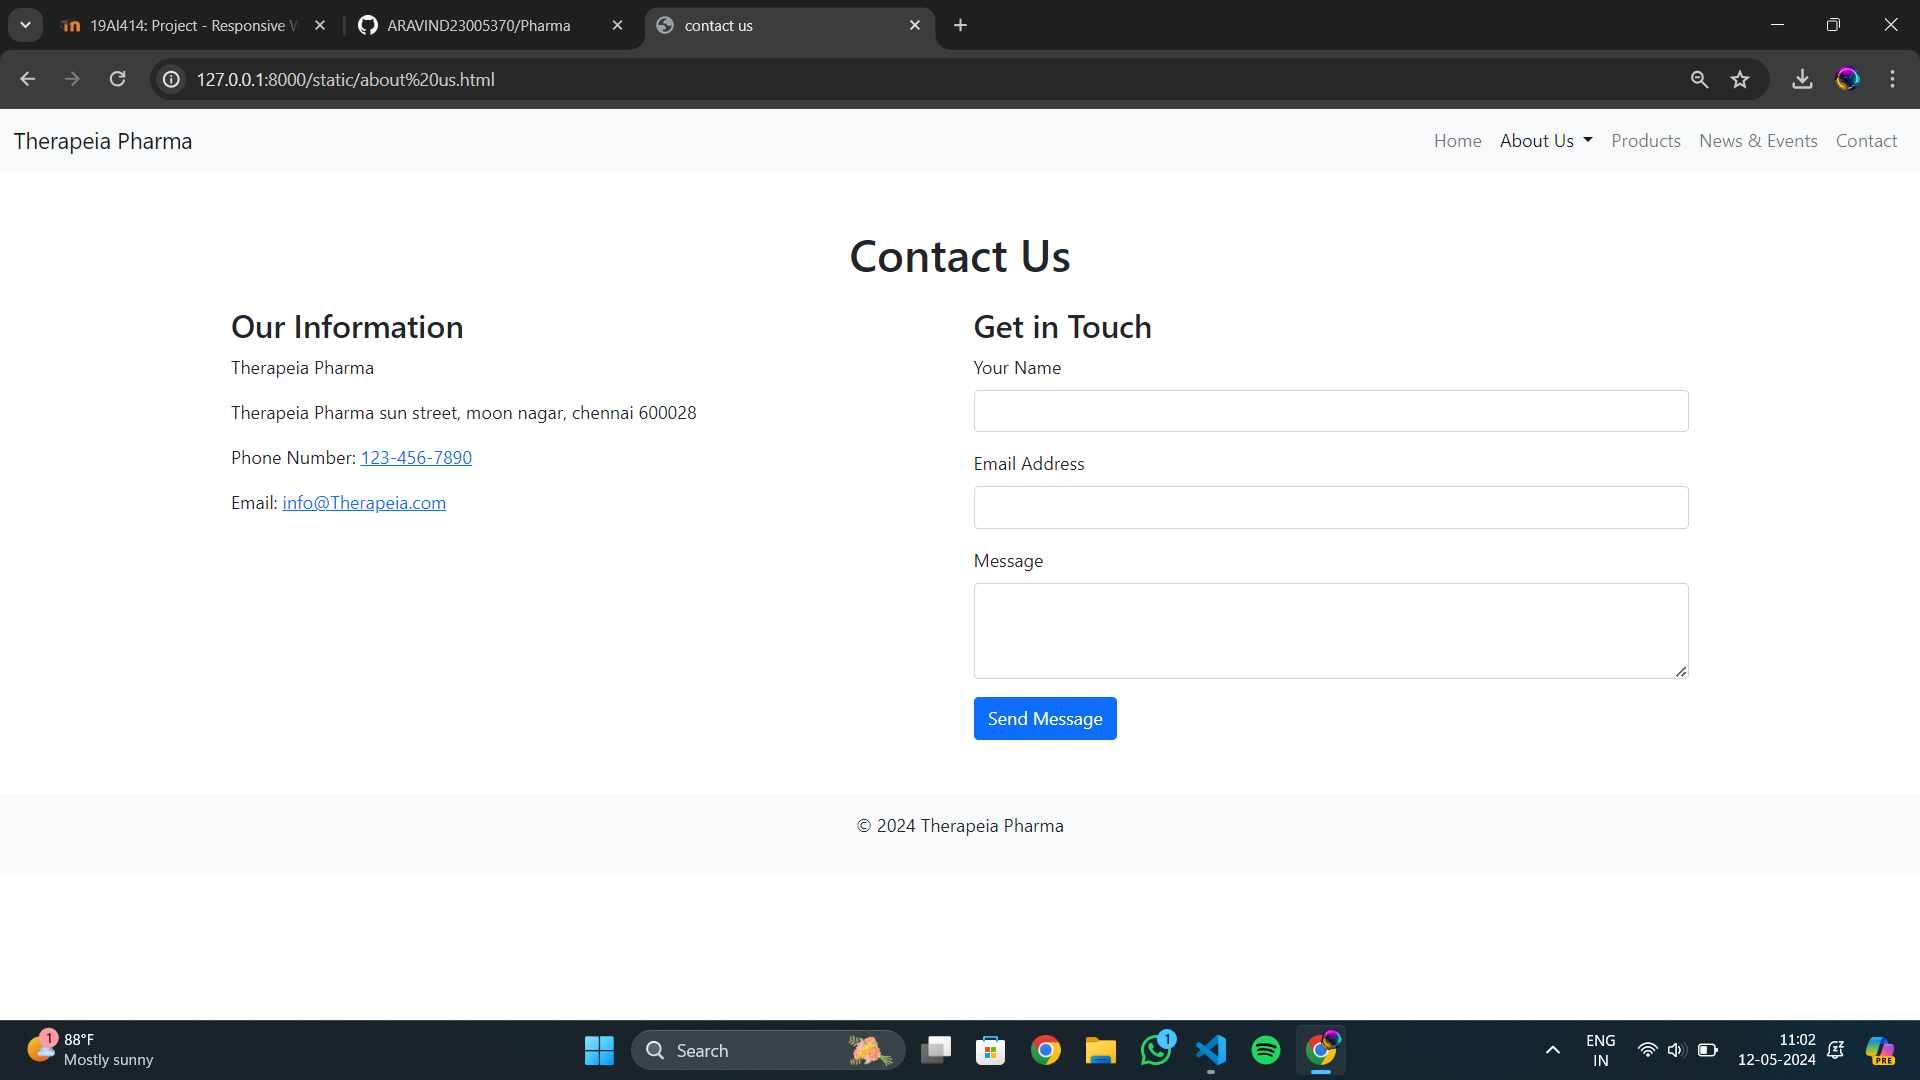 19AI414: Project - Responsive W
ARAVIND23005370/Pharma
contact us
127.0.0.1:8000/static/about%20us.html
Therapeia Pharma
Home About Us Products News & Events Contact
Contact Us
Our Information
Therapeia Pharma
Therapeia Pharma sun street, moon nagar, chennai 600028
Phone Number: 123-456-7890
Email: info@Therapeia.com
Get in Touch
Your Name
Email Address
Message
Send Message
© 2024 Therapeia Pharma
1
88°F
Mostly sunny
Search
1
ENG
IN
11:02
12-05-2024
PRE